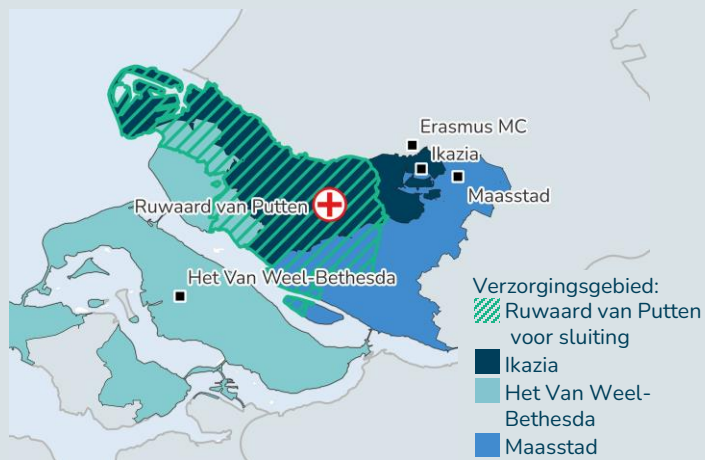 Erasmus MC
Ikazia
Maasstad
Ruwaard van Putten
Het Van Weel-Bethesda
Verzorgingsgebied:
Ruwaard van Putten
voor sluiting
Ikazia
Het Van Weel-
Bethesda
Maasstad